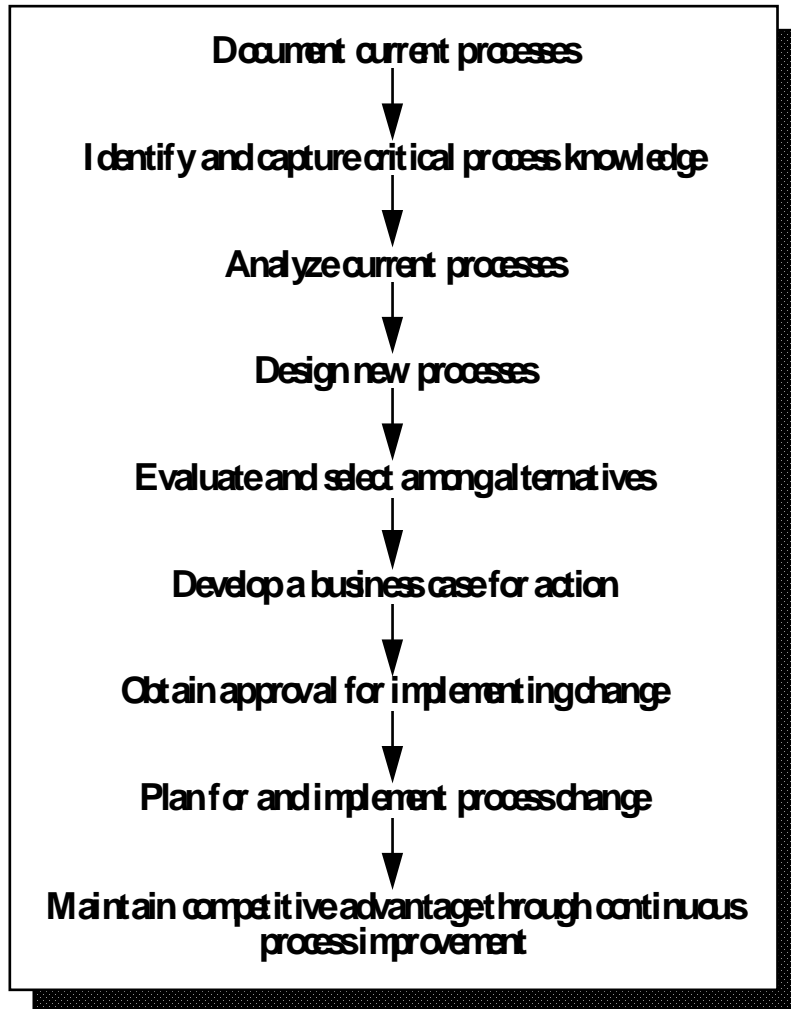 Document current processes
Identify and capture critical process knowledge
Analyze current processes
Design new processes
Evaluate and select among alternatives
Develop a business case for action
Obtain approval for implementing change
Plan for and implement process change
Maintain competitive advantage through continuous
process improvement